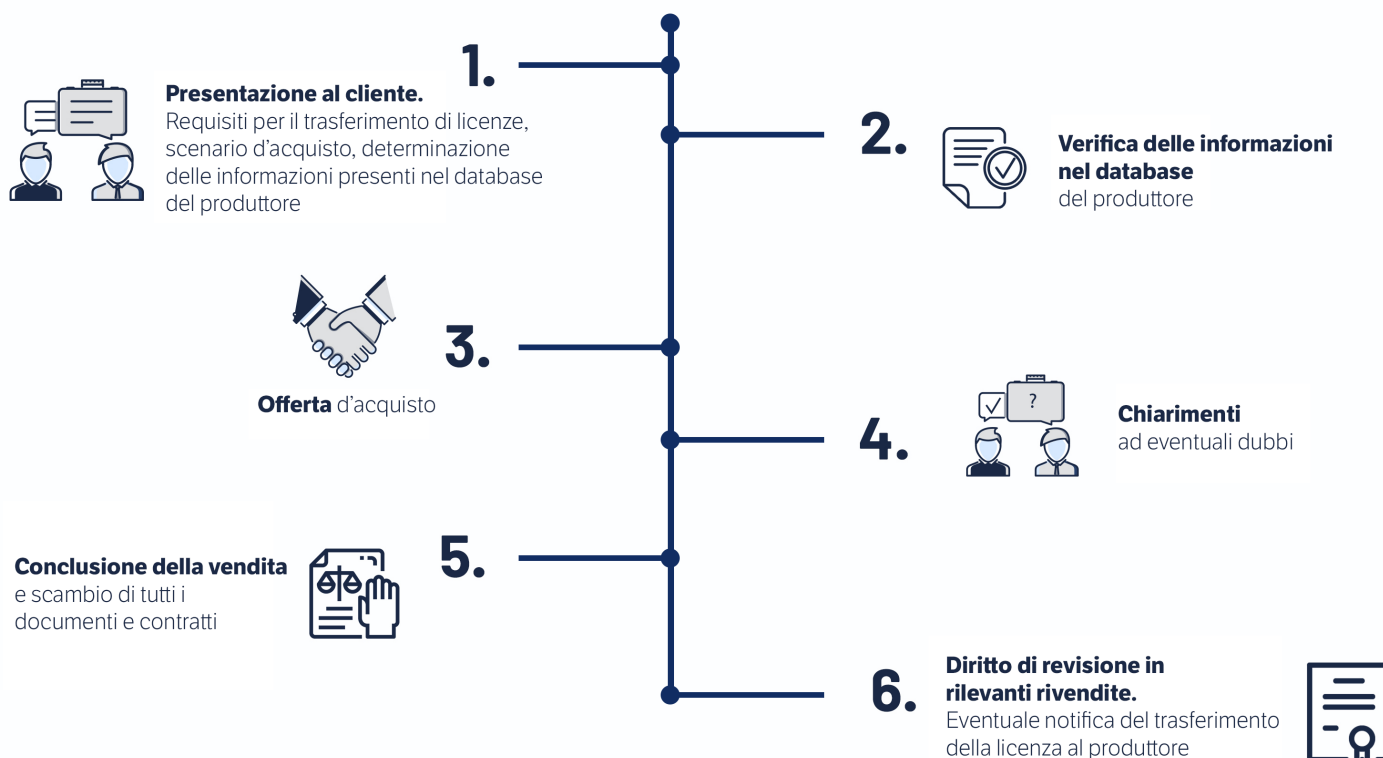 1.
Presentazione al cliente.
Requisiti per il trasferimento di licenze,
scenario d'acquisto, determinazione
delle informazioni presenti nel database
del produttore
2.
Verifica delle informazioni
nel database
del produttore
3.
Offerta d'acquisto
4.
?
Chiarimenti
ad eventuali dubbi
5.
Conclusione della vendita
e scambio di tutti i
documenti e contratti
6.
Diritto di revisione in
rilevanti rivendite.
Eventuale notifica del trasferimento
della licenza al produttore